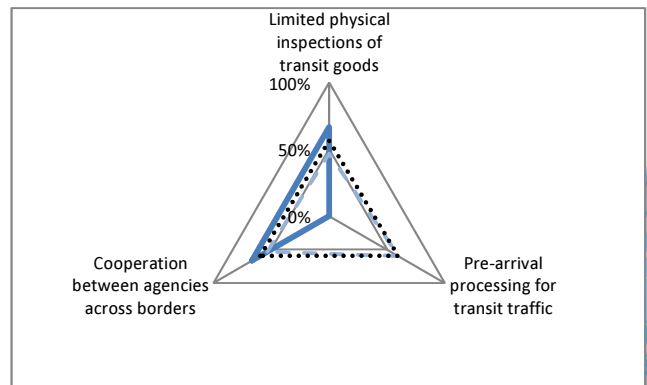 Limited physical
inspections of
transit goods
100%
50%
0%
Cooperation
between agencies
across borders
Pre-arrival
processing for
transit traffic